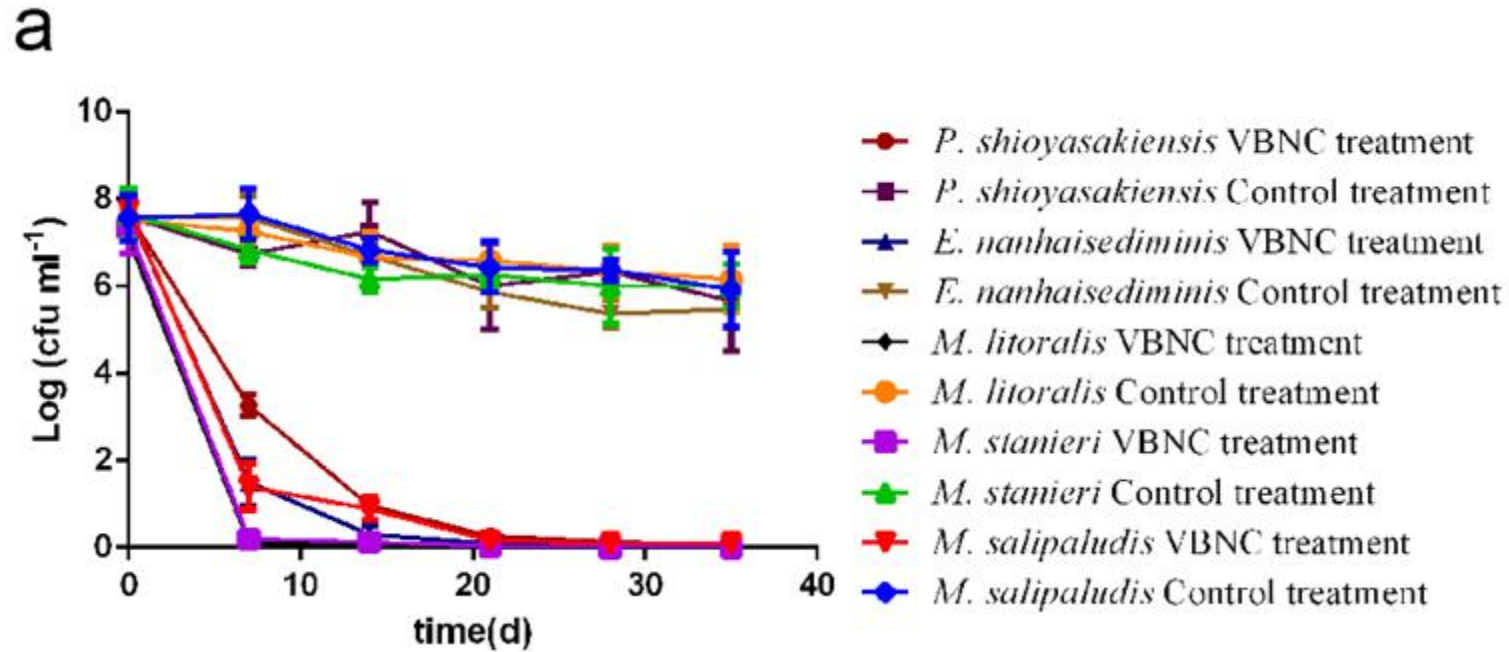 a
10
8
6
4
2
0
Log (cfu ml-1)
0 10 20 30 40
time(d)
P. shioyasakiensis VBNC treatment
P. shioyasakiensis Control treatment
E. nanhaisediminis VBNC treatment
E. nanhaisediminis Control treatment
M. litoralis VBNC treatment
M. litoralis Control treatment
M. stanieri VBNC treatment
M. stanieri Control treatment
M. salipaludis VBNC treatment
M. salipaludis Control treatment